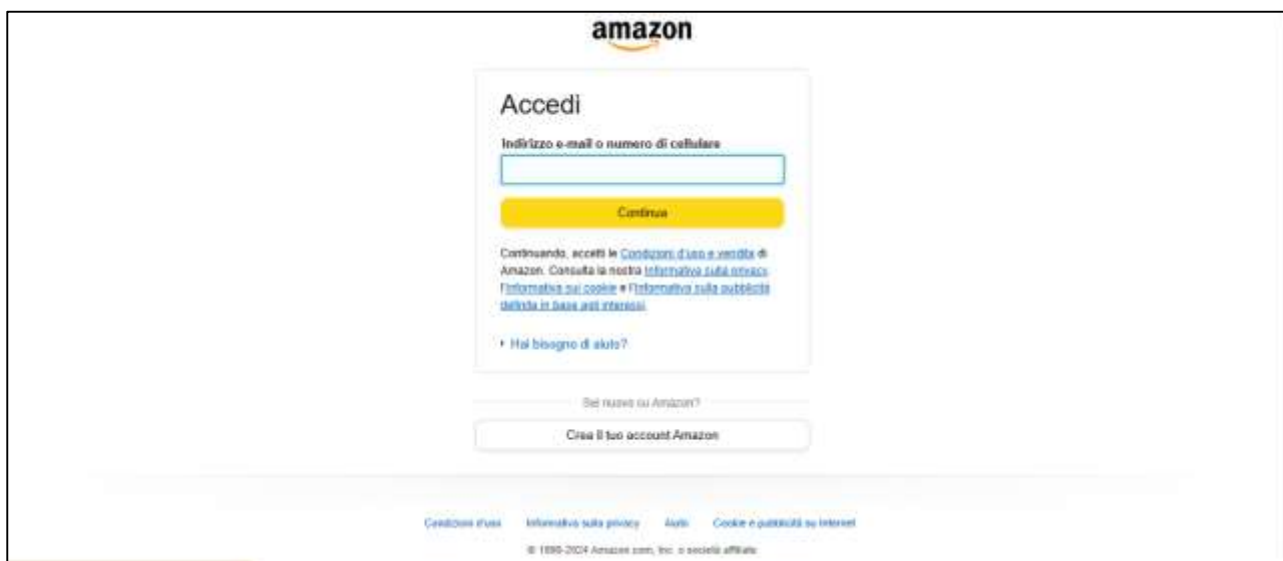 amazon
Accedi
Indirizzo e-mail o numero di cellulare
Continua
Continuando, accetti le Condizioni d'uso e vendita di
Amazon. Consulta la nostra Informativa sulla privacy,
l'Informativa sui cookie e l'Informativa sulla pubblicità
definita in base agli interessi.
Hai bisogno di aiuto?
Sei nuovo su Amazon?
Crea il tuo account Amazon
Condizioni d'uso Informativa sulla privacy Aiuto Cookie e pubblicità su Internet
© 1996-2024 Amazon.com, Inc. o società affiliate